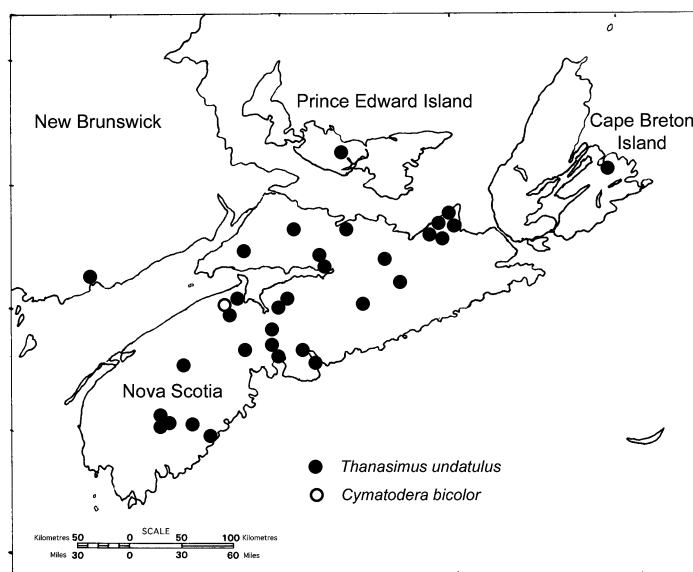 Prince Edward Island
New Brunswick
Cape Breton
Island
Nova Scotia
Thanasimus undatulus
Cymatodera bicolor
SCALE
Kilometres 50 0 50 100 Kilometres
Miles 30 0 30 60 Miles